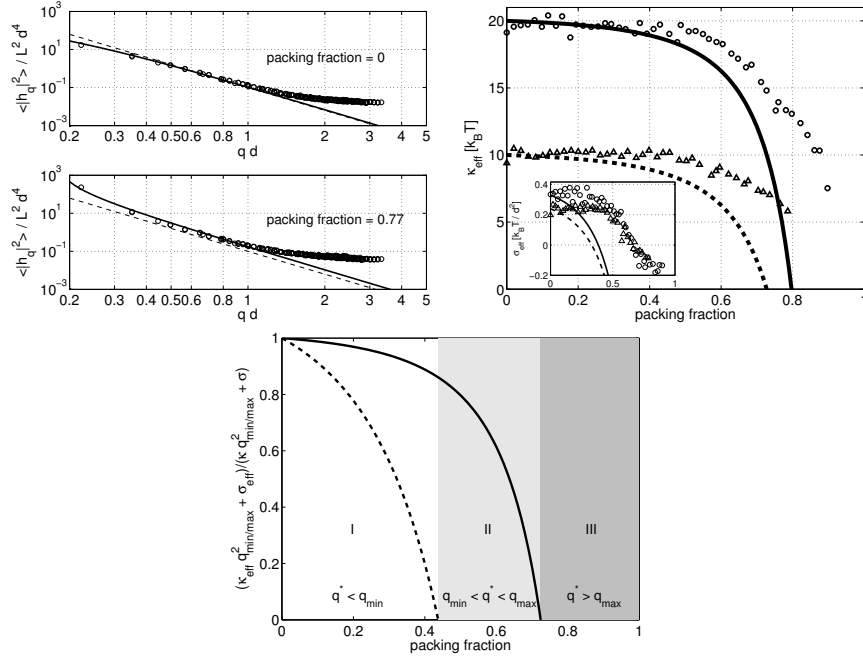 <|h_q|²> / L² d⁴
10²
10¹
10⁻¹
10⁻³
packing fraction = 0
0.2 0.3 0.4 0.5 0.6 1 2 3 4 5
q d
<|h_q|²> / L² d⁴
10³
10¹
10⁻¹
10⁻³
packing fraction = 0.77
0.2 0.3 0.4 0.5 0.6 1 2 3 4 5
q d
κ_eff [k_B T]
20
15
10
5
0
0 0.2 0.4 0.6 0.8 1
packing fraction
σ_eff [k_B T / d²]
0.4
0.2
0
−0.2
0 0.5 1
(κ_eff q²_min/max + σ_eff)/(κ q²_min/max + σ)
1
0.8
0.6
0.4
0.2
0
I II III
q* < q_min q_min < q* < q_max q* > q_max
0 0.2 0.4 0.6 0.8 1
packing fraction